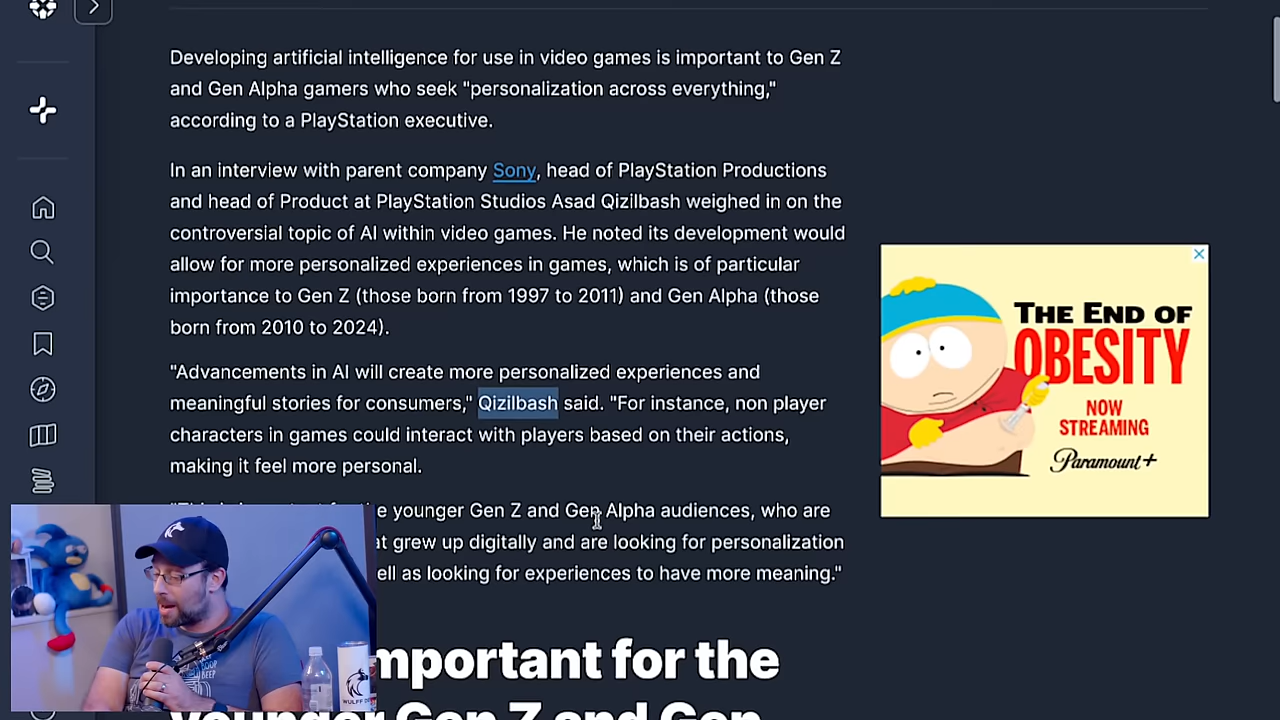 Developing artificial intelligence for use in video games is important to Gen Z
and Gen Alpha gamers who seek "personalization across everything,"
according to a PlayStation executive.
In an interview with parent company Sony, head of PlayStation Productions
and head of Product at PlayStation Studios Asad Qizilbash weighed in on the
controversial topic of AI within video games. He noted its development would
allow for more personalized experiences in games, which is of particular
importance to Gen Z (those born from 1997 to 2011) and Gen Alpha (those
born from 2010 to 2024).
"Advancements in AI will create more personalized experiences and
meaningful stories for consumers," Qizilbash said. "For instance, non player
characters in games could interact with players based on their actions,
making it feel more personal.
younger Gen Z and Gen Alpha audiences, who are
grew up digitally and are looking for personalization
as looking for experiences to have more meaning."
important for the
younger Gen Z and Gen
THE END OF
OBESITY
NOW
STREAMING
Paramount+
WULFF